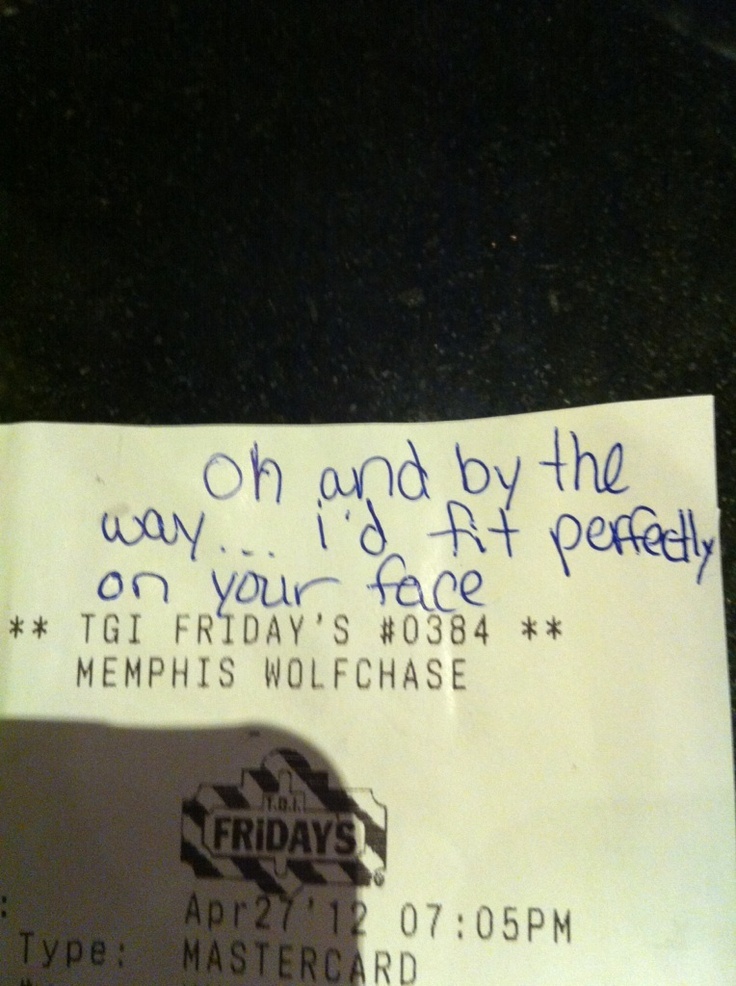 oh and by the
way... i'd fit perfectly
on your face
** TGI FRIDAY'S #0384 **
MEMPHIS WOLFCHASE
T.G.I.
FRiDAYS
®
: Apr27'12 07:05PM
Type: MASTERCARD